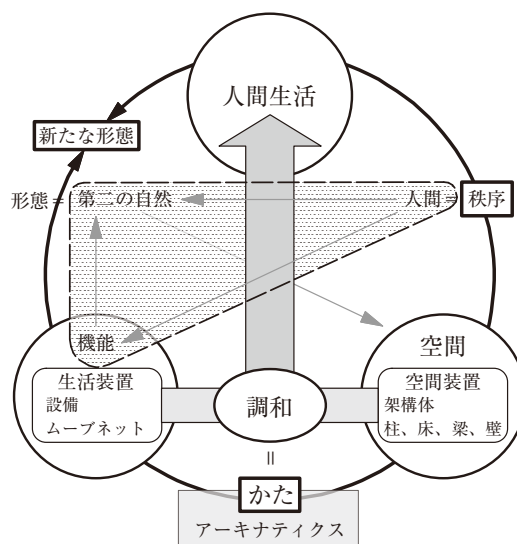 人間生活
新たな形態
形態 = 第二の自然
人間 = 秩序
機能
生活装置
設備
ムーブネット
空間
空間装置
架構体
柱、床、梁、壁
調和
=
かた
アーキナティクス